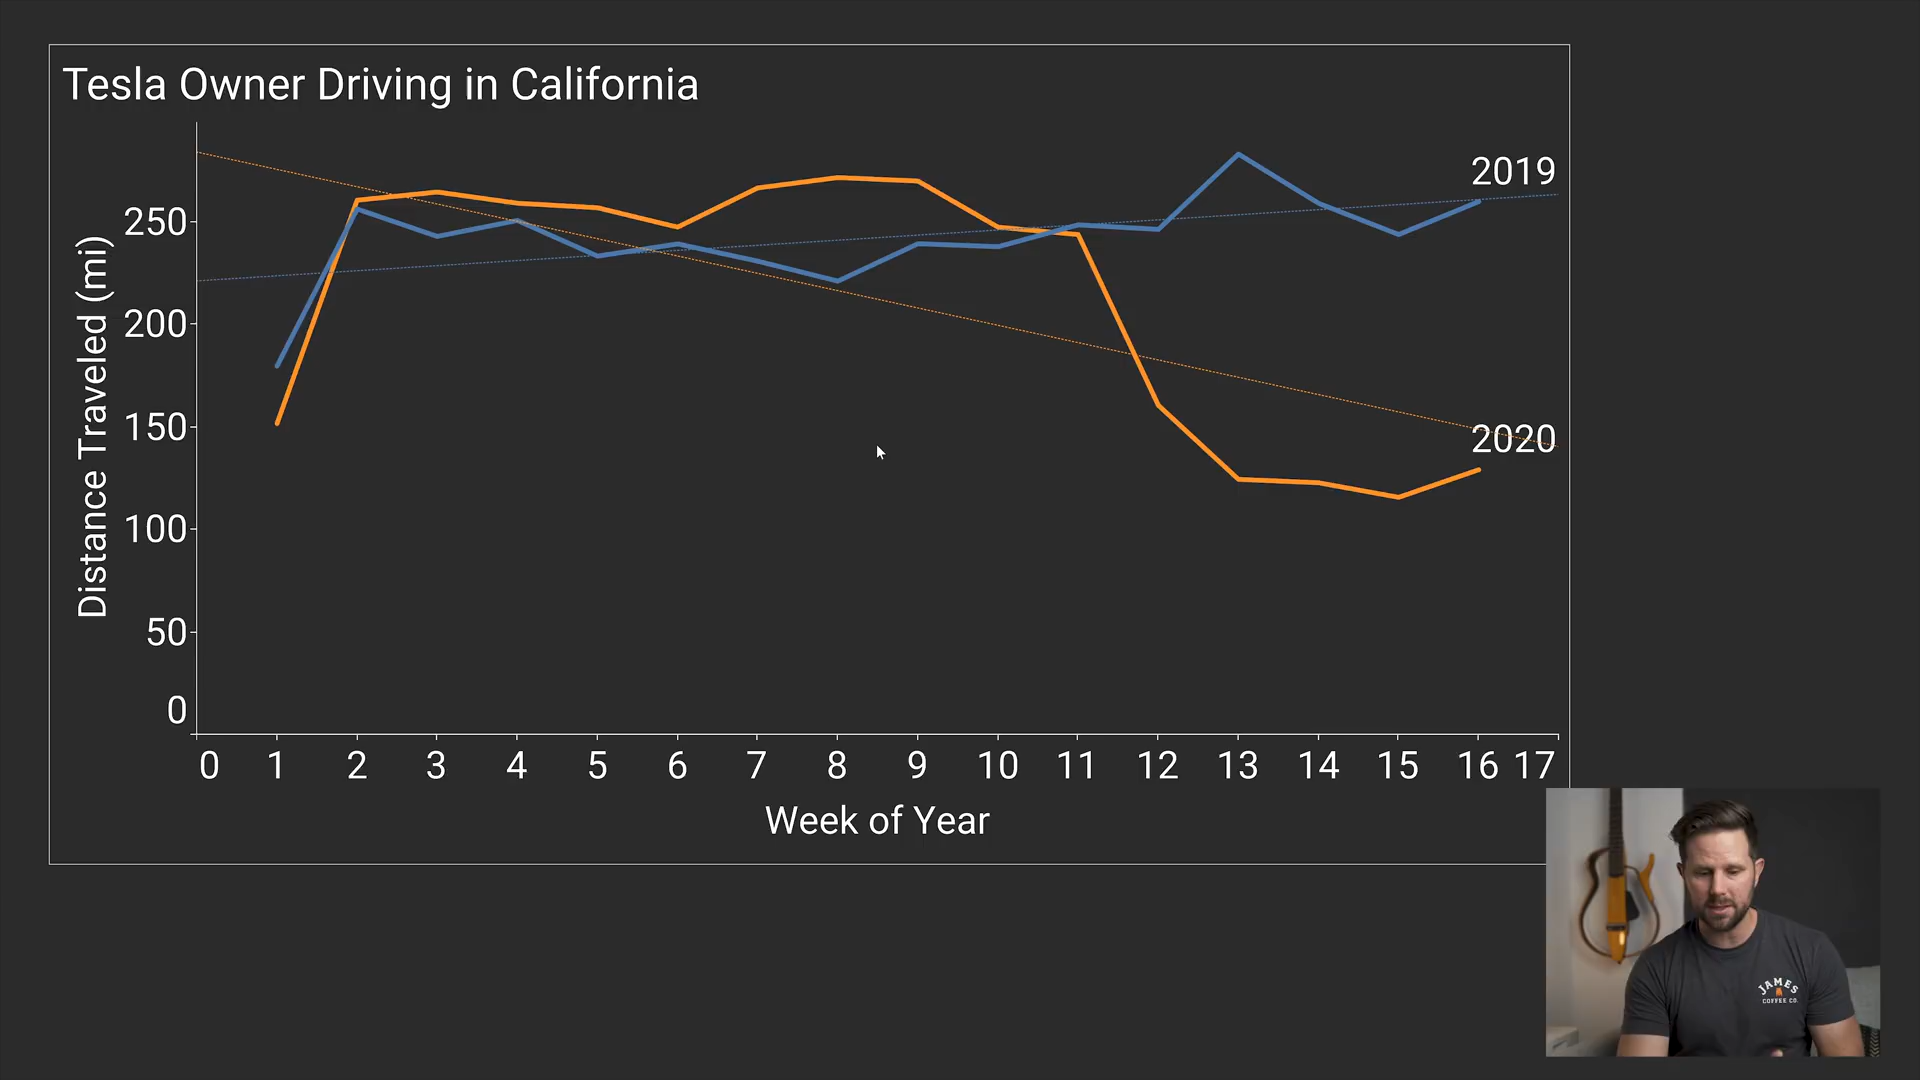 Tesla Owner Driving in California
2019
250
200
150
2020
100
50
0
Distance Traveled (mi)
0 1 2 3 4 5 6 7 8 9 10 11 12 13 14 15 16 17
Week of Year
JAMES
COFFEE CO.